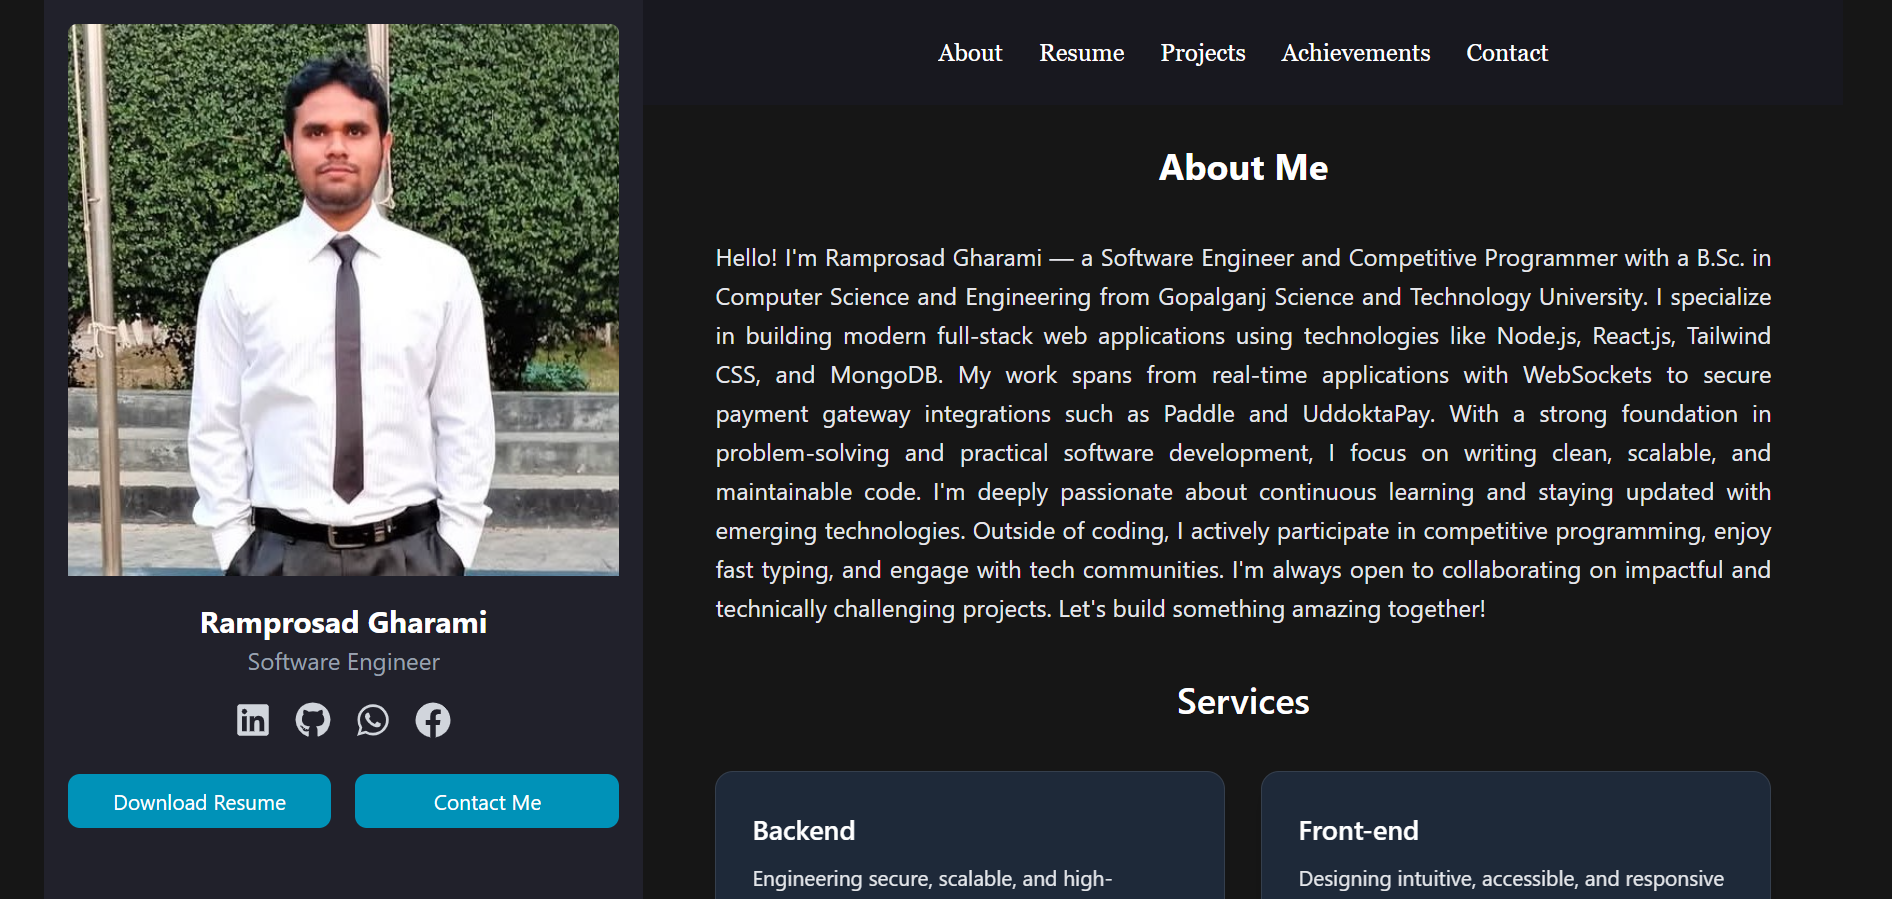 About Resume Projects Achievements Contact
Ramprosad Gharami
Software Engineer
Download Resume Contact Me
About Me
Hello! I'm Ramprosad Gharami — a Software Engineer and Competitive Programmer with a B.Sc. in
Computer Science and Engineering from Gopalganj Science and Technology University. I specialize
in building modern full-stack web applications using technologies like Node.js, React.js, Tailwind
CSS, and MongoDB. My work spans from real-time applications with WebSockets to secure
payment gateway integrations such as Paddle and UddoktaPay. With a strong foundation in
problem-solving and practical software development, I focus on writing clean, scalable, and
maintainable code. I'm deeply passionate about continuous learning and staying updated with
emerging technologies. Outside of coding, I actively participate in competitive programming, enjoy
fast typing, and engage with tech communities. I'm always open to collaborating on impactful and
technically challenging projects. Let's build something amazing together!
Services
Backend
Engineering secure, scalable, and high-
Front-end
Designing intuitive, accessible, and responsive